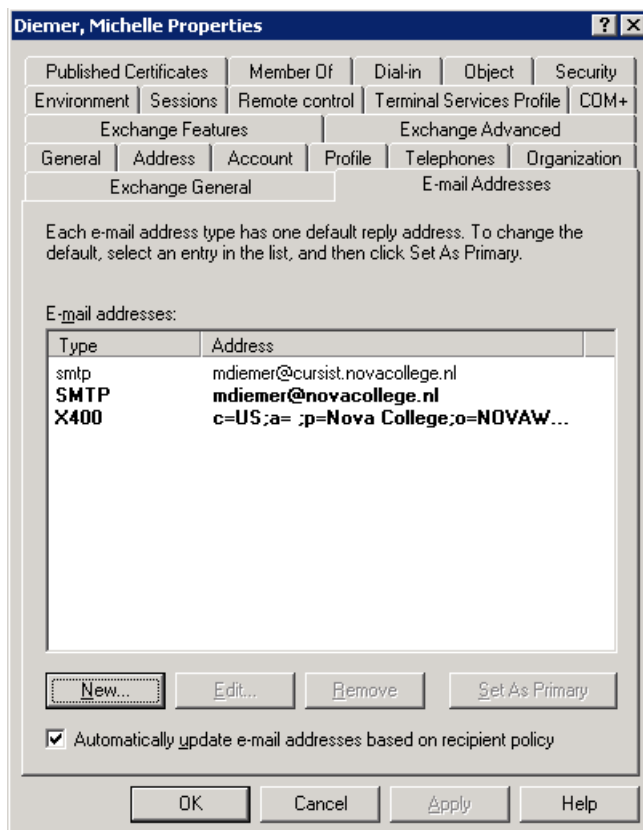 Diemer, Michelle Properties
Published Certificates Member Of Dial-in Object Security
Environment Sessions Remote control Terminal Services Profile COM+
Exchange Features Exchange Advanced
General Address Account Profile Telephones Organization
Exchange General E-mail Addresses
Each e-mail address type has one default reply address. To change the
default, select an entry in the list, and then click Set As Primary.
E-mail addresses:
Type Address
smtp mdiemer@cursist.novacollege.nl
SMTP mdiemer@novacollege.nl
X400 c=US;a= ;p=Nova College;o=NOVAW...
New... Edit... Remove Set As Primary
Automatically update e-mail addresses based on recipient policy
OK Cancel Apply Help